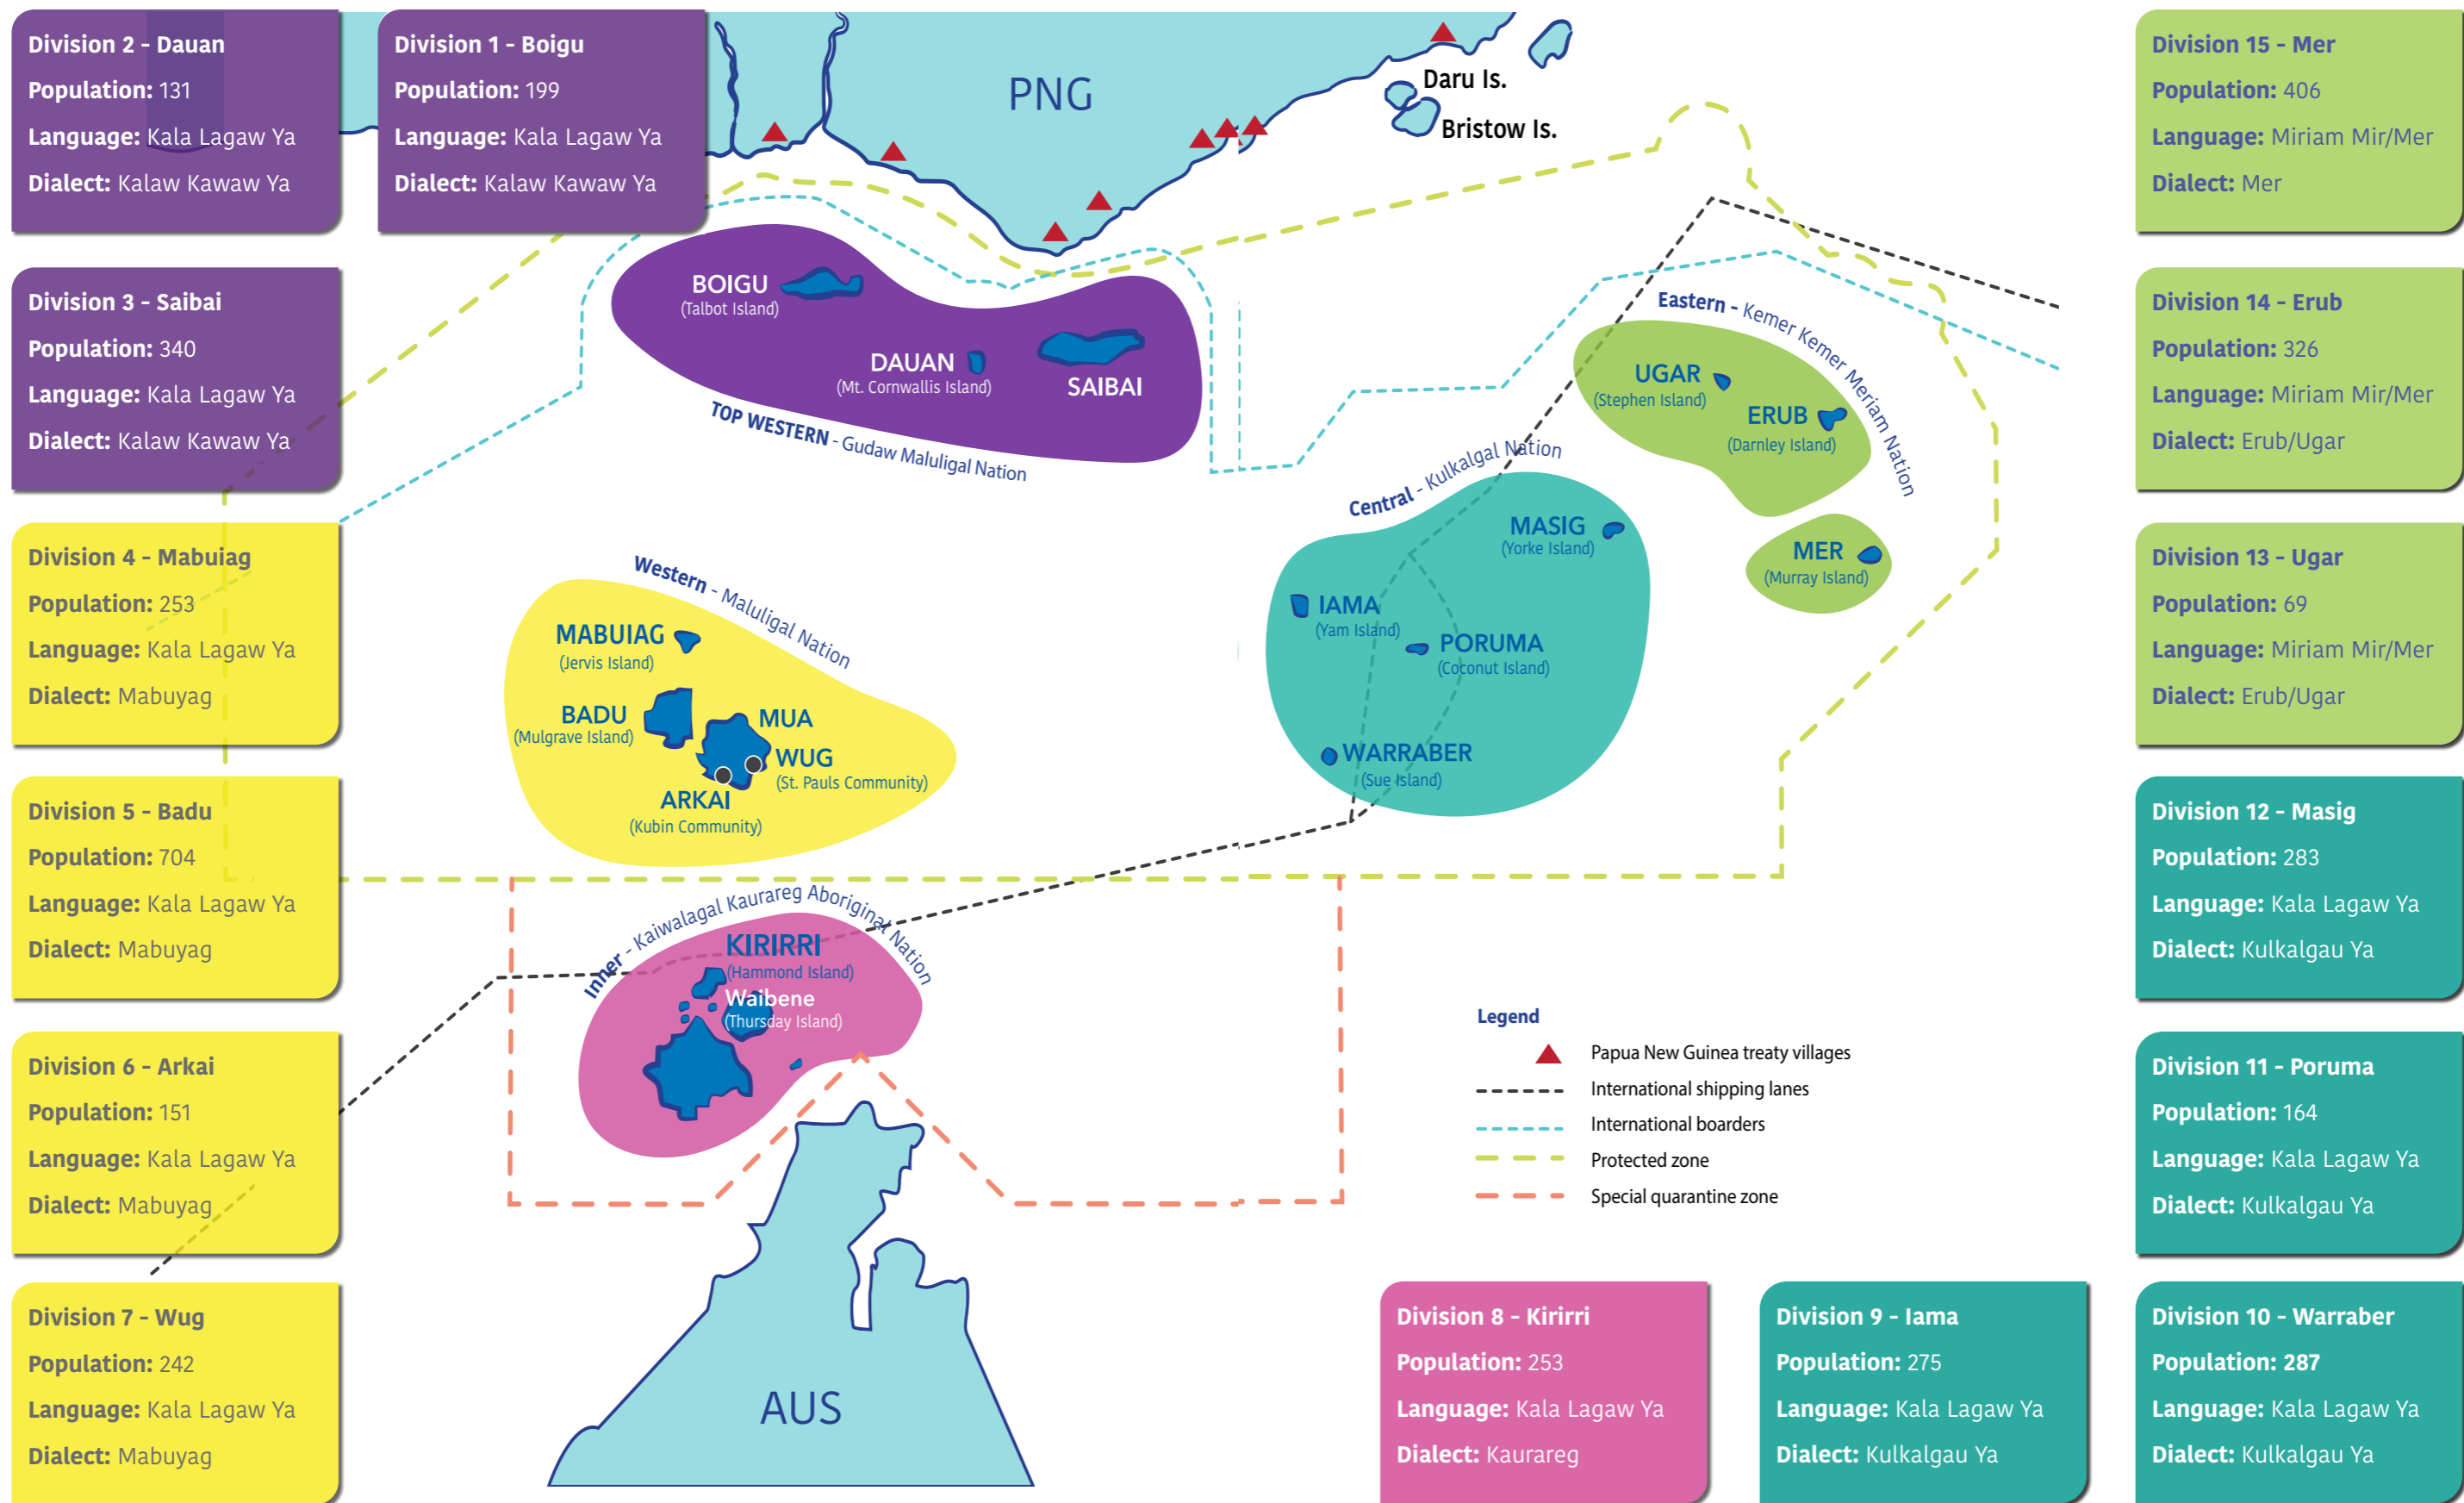 Division 2 - Dauan
Population: 131
Language: Kala Lagaw Ya
Dialect: Kalaw Kawaw Ya
Division 1 - Boigu
Population: 199
Language: Kala Lagaw Ya
Dialect: Kalaw Kawaw Ya
Division 3 - Saibai
Population: 340
Language: Kala Lagaw Ya
Dialect: Kalaw Kawaw Ya
Division 4 - Mabuiag
Population: 253
Language: Kala Lagaw Ya
Dialect: Mabuyag
Division 5 - Badu
Population: 704
Language: Kala Lagaw Ya
Dialect: Mabuyag
Division 6 - Arkai
Population: 151
Language: Kala Lagaw Ya
Dialect: Mabuyag
Division 7 - Wug
Population: 242
Language: Kala Lagaw Ya
Dialect: Mabuyag
PNG
Daru Is.
Bristow Is.
BOIGU
(Talbot Island)
DAUAN
(Mt. Cornwallis Island)
SAIBAI
TOP WESTERN - Gudaw Maluligal Nation
Eastern - Kemer Kemer Meriam Nation
UGAR
(Stephen Island)
ERUB
(Darnley Island)
MER
(Murray Island)
Central - Kulkalgal Nation
MASIG
(Yorke Island)
IAMA
(Yam Island)
PORUMA
(Coconut Island)
WARRABER
(Sue Island)
Western - Maluligal Nation
MABUIAG
(Jervis Island)
BADU
(Mulgrave Island)
MUA
WUG
(St. Pauls Community)
ARKAI
(Kubin Community)
Inner - Kaiwalagal Kaurareg Aboriginal Nation
KIRIRRI
(Hammond Island)
Waibene
(Thursday Island)
AUS
Legend
Papua New Guinea treaty villages
International shipping lanes
International boarders
Protected zone
Special quarantine zone
Division 15 - Mer
Population: 406
Language: Miriam Mir/Mer
Dialect: Mer
Division 14 - Erub
Population: 326
Language: Miriam Mir/Mer
Dialect: Erub/Ugar
Division 13 - Ugar
Population: 69
Language: Miriam Mir/Mer
Dialect: Erub/Ugar
Division 12 - Masig
Population: 283
Language: Kala Lagaw Ya
Dialect: Kulkalgau Ya
Division 11 - Poruma
Population: 164
Language: Kala Lagaw Ya
Dialect: Kulkalgau Ya
Division 8 - Kirirri
Population: 253
Language: Kala Lagaw Ya
Dialect: Kaurareg
Division 9 - Iama
Population: 275
Language: Kala Lagaw Ya
Dialect: Kulkalgau Ya
Division 10 - Warraber
Population: 287
Language: Kala Lagaw Ya
Dialect: Kulkalgau Ya